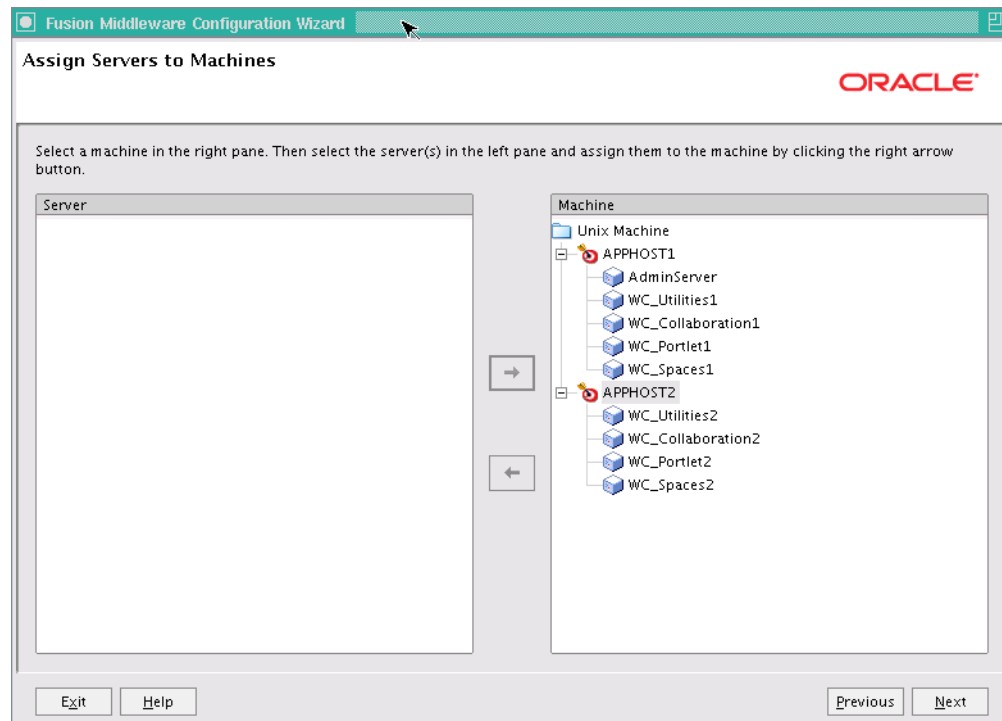 Fusion Middleware Configuration Wizard
Assign Servers to Machines
ORACLE
Select a machine in the right pane. Then select the server(s) in the left pane and assign them to the machine by clicking the right arrow
button.
Server
Machine
Unix Machine
APPHOST1
AdminServer
WC_Utilities1
WC_Collaboration1
WC_Portlet1
WC_Spaces1
APPHOST2
WC_Utilities2
WC_Collaboration2
WC_Portlet2
WC_Spaces2
Exit
Help
Previous
Next